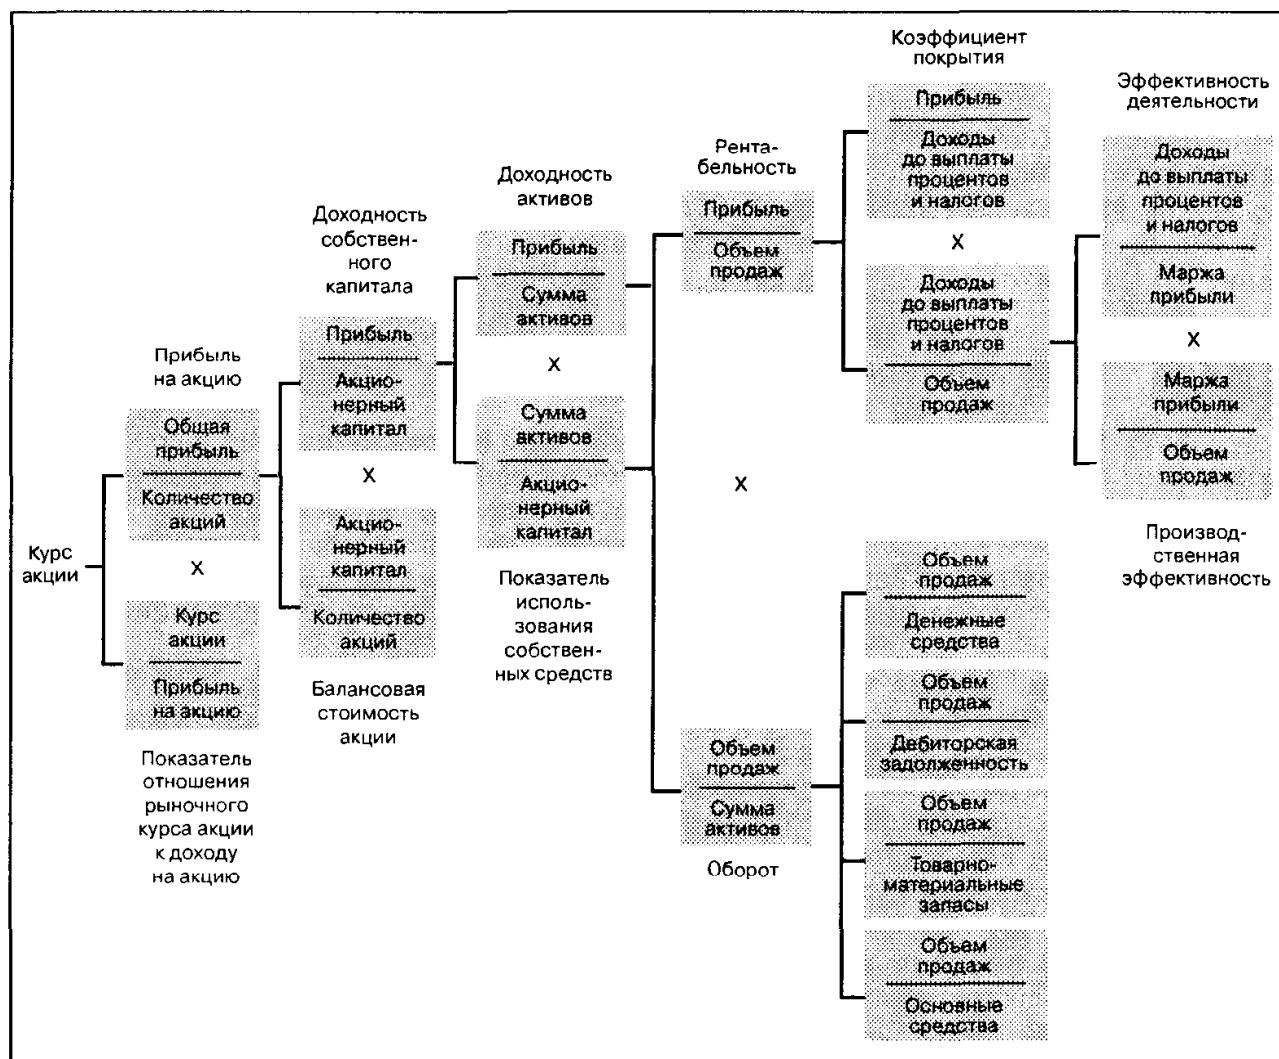 Курс
акции
Прибыль
на акцию
Общая
прибыль
Количество
акций
X
Курс
акции
Прибыль
на акцию
Показатель
отношения
рыночного
курса акции
к доходу
на акцию
Доходность
собствен-
ного
капитала
Прибыль
Акцио-
нерный
капитал
X
Акцио-
нерный
капитал
Количество
акций
Балансовая
стоимость
акции
Доходность
активов
Прибыль
Сумма
активов
X
Сумма
активов
Акцио-
нерный
капитал
Показатель
исполь-
зования
собствен-
ных средств
Рента-
бельность
Прибыль
Объем
продаж
X
Объем
продаж
Сумма
активов
Оборот
Коэффициент
покрытия
Прибыль
Доходы
до выплаты
процентов
и налогов
X
Доходы
до выплаты
процентов
и налогов
Объем
продаж
Объем
продаж
Денежные
средства
Объем
продаж
Дебиторская
задолженность
Объем
продаж
Товарно-
материальные
запасы
Объем
продаж
Основные
средства
Эффективность
деятельности
Доходы
до выплаты
процентов
и налогов
Маржа
прибыли
X
Маржа
прибыли
Объем
продаж
Производ-
ственная
эффективность